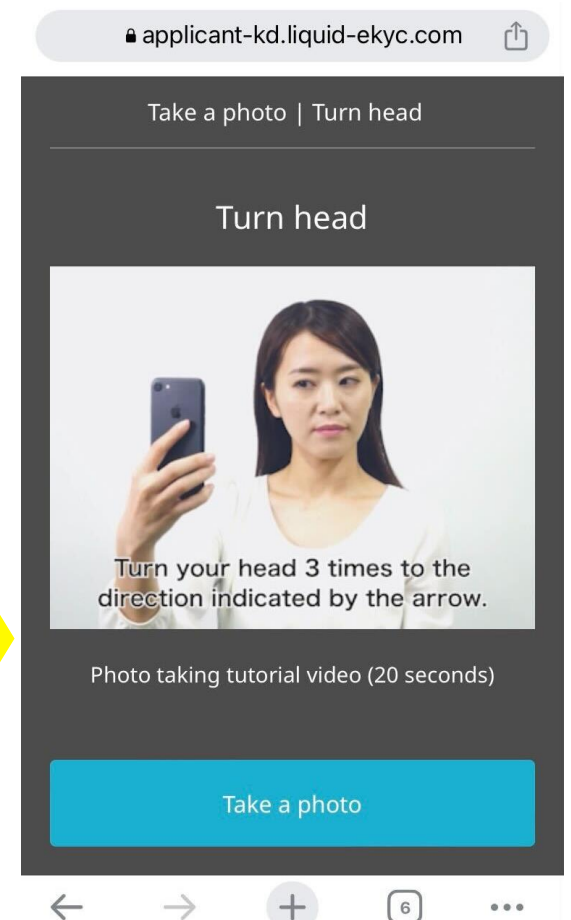 applicant-kd.liquid-ekyc.com
Take a photo | Turn head
Turn head
Turn your head 3 times to the
direction indicated by the arrow.
Photo taking tutorial video (20 seconds)
Take a photo
6